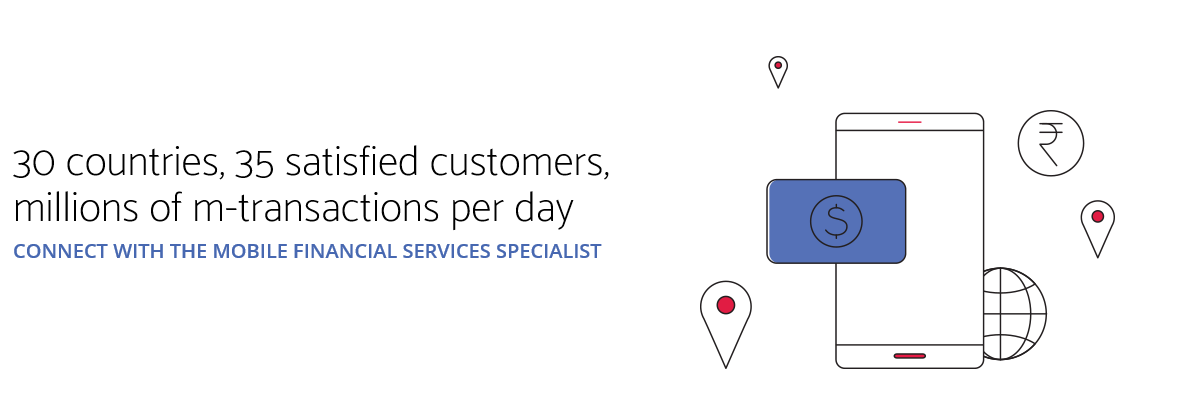 30 countries, 35 satisfied customers,
millions of m-transactions per day
CONNECT WITH THE MOBILE FINANCIAL SERVICES SPECIALIST
$
₹